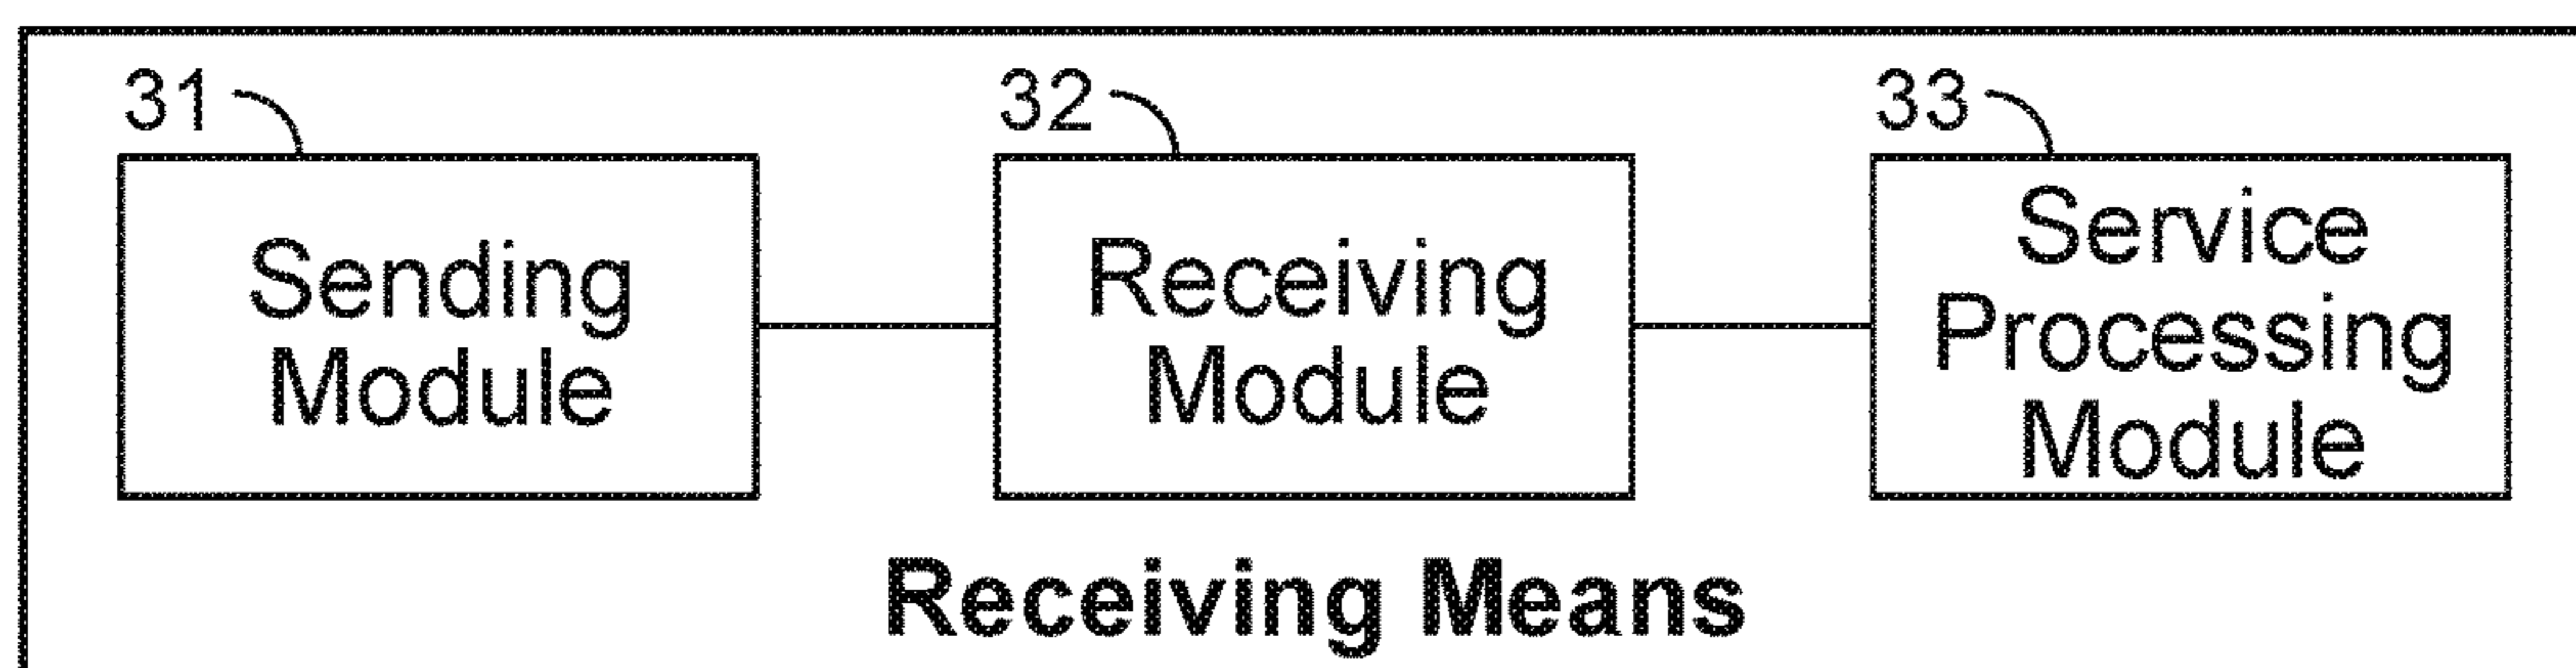 31
32
33
Sending
Module
Receiving
Module
Service
Processing
Module
Receiving Means